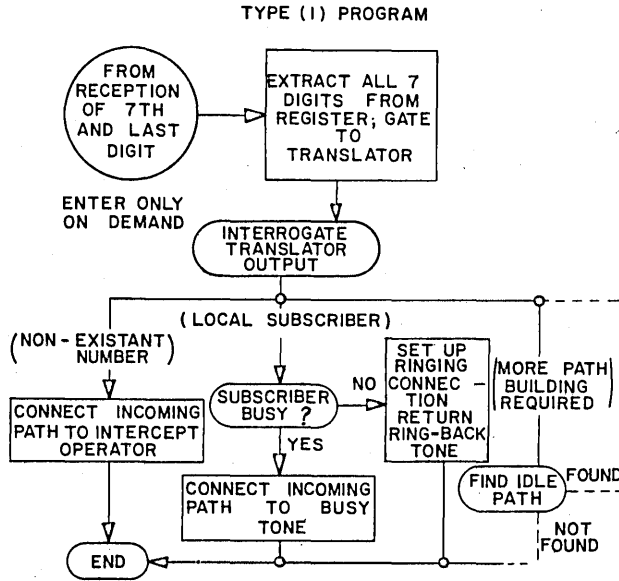 TYPE (1) PROGRAM
FROM
RECEPTION
OF 7TH
AND LAST
DIGIT
EXTRACT ALL 7
DIGITS FROM
REGISTER; GATE
TO
TRANSLATOR
ENTER ONLY
ON DEMAND
INTERROGATE
TRANSLATOR
OUTPUT
(NON-EXISTANT
NUMBER)
(LOCAL SUBSCRIBER)
SUBSCRIBER
BUSY ?
NO
YES
SET UP
RINGING
CONNEC -
TION
RETURN
RING-BACK
TONE
(MORE PATH
BUILDING
REQUIRED)
CONNECT INCOMING
PATH TO INTERCEPT
OPERATOR
CONNECT INCOMING
PATH TO BUSY
TONE
FIND IDLE
PATH
FOUND
NOT
FOUND
END